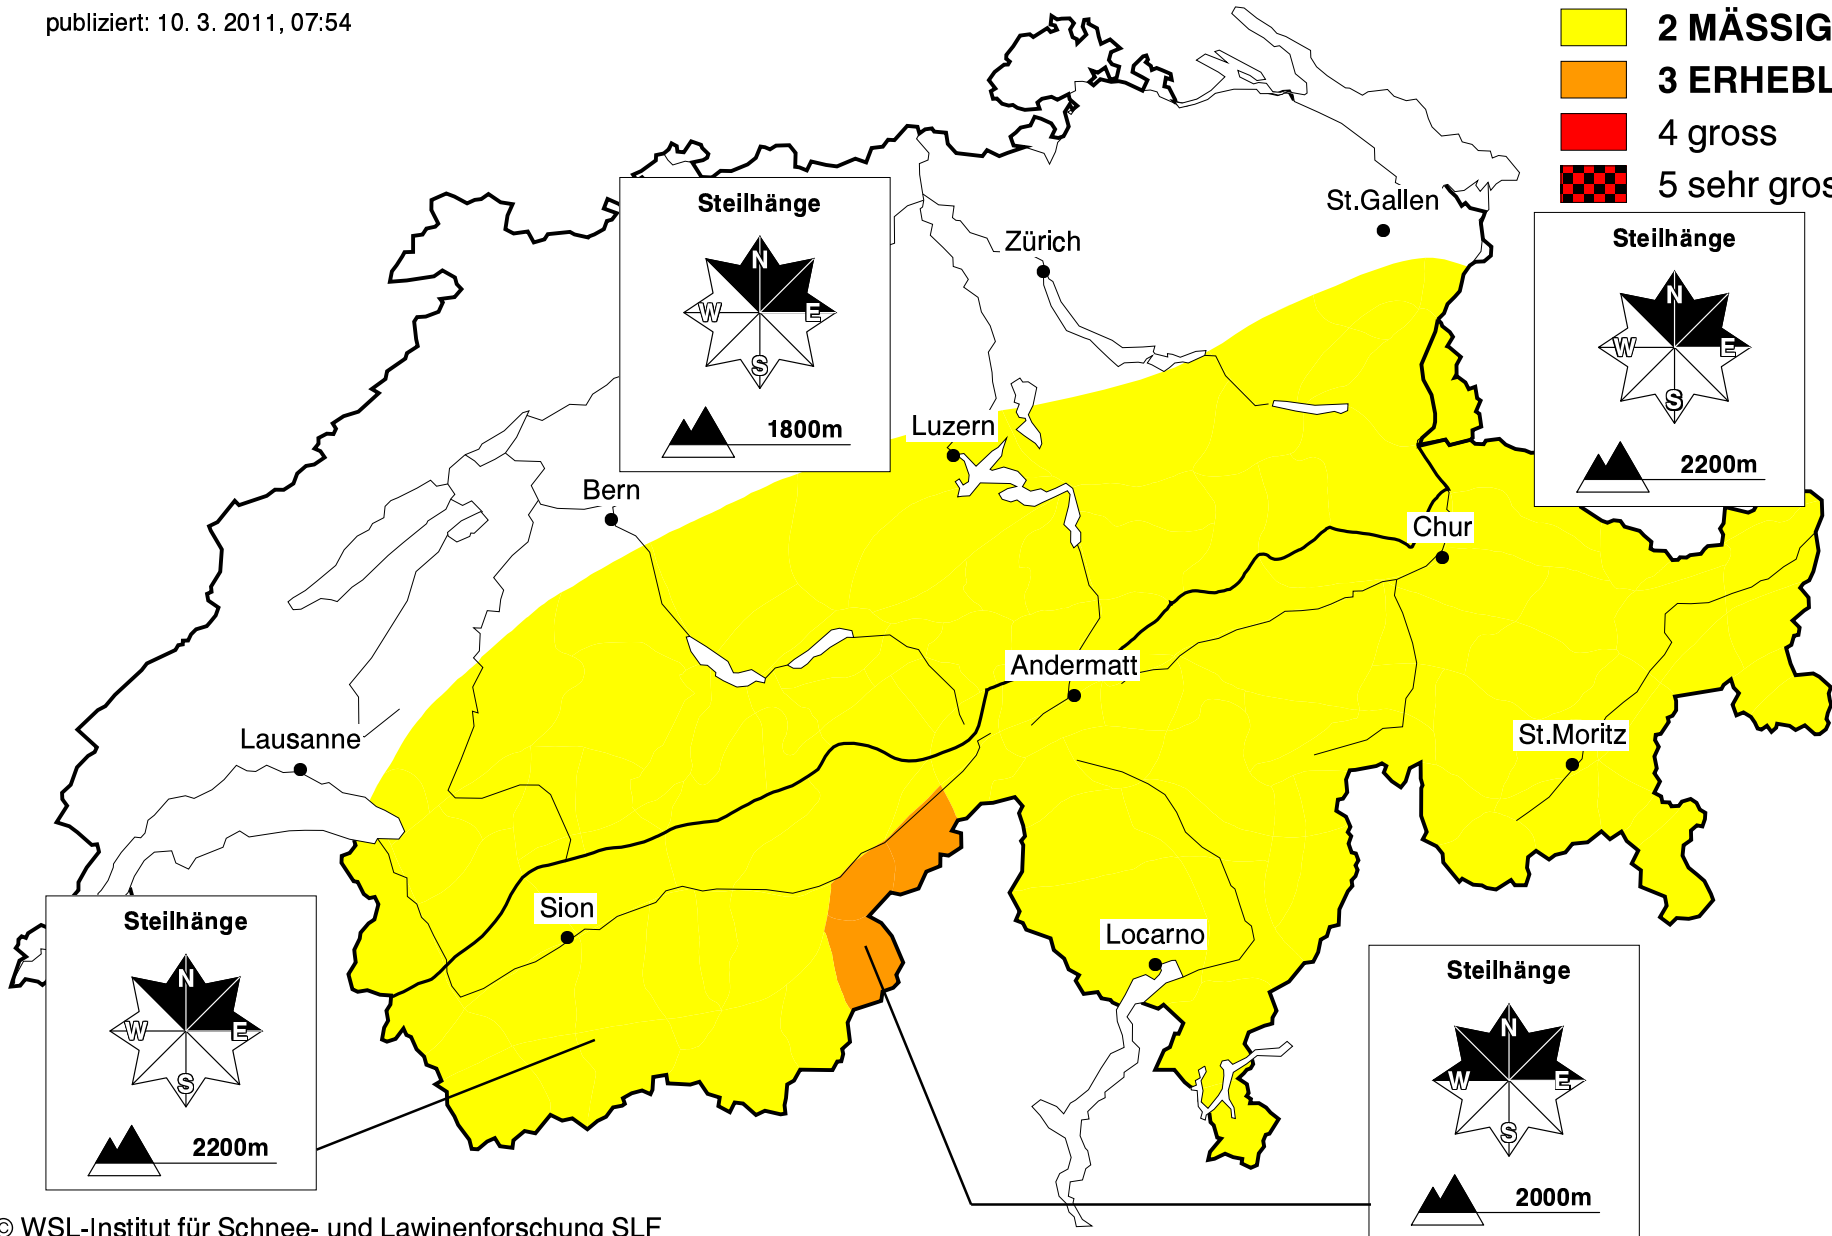 publiziert: 10. 3. 2011, 07:54
2 MÄSSIG
3 ERHEBL
4 gross
5 sehr gros
Steilhänge
N
W E
S
1800m
St.Gallen
Zürich
Steilhänge
N
W E
S
2200m
Luzern
Bern
Chur
Andermatt
Lausanne
St.Moritz
Sion
Locarno
Steilhänge
N
W E
S
2200m
Steilhänge
N
W E
S
2000m
© WSL-Institut für Schnee- und Lawinenforschung SLF